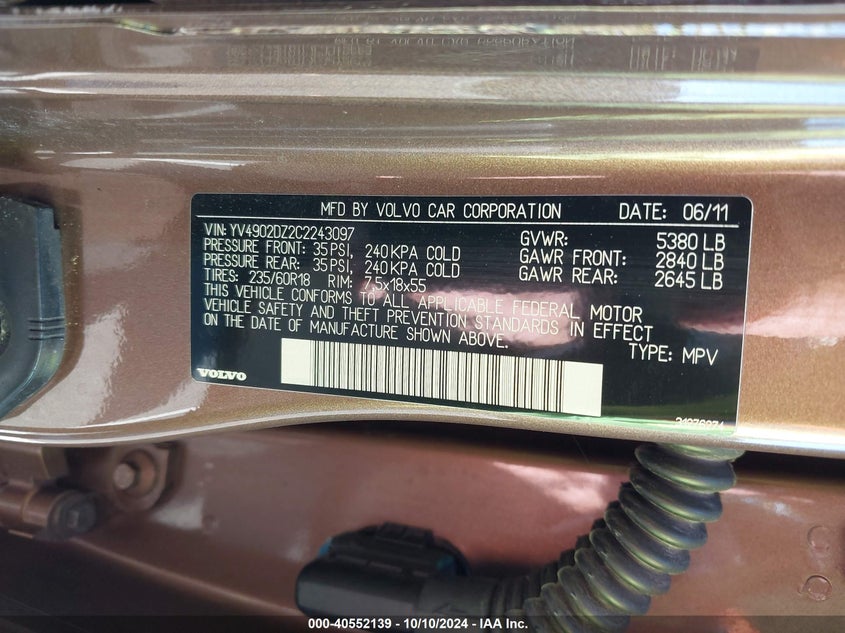 MFD BY VOLVO CAR CORPORATION DATE: 06/11
VIN: YV4902DZ2C2243097
PRESSURE FRONT: 35PSI, 240KPA COLD
PRESSURE REAR: 35PSI, 240KPA COLD
TIRES: 235/60R18 RIM: 7,5x18x55
GVWR: 5380 LB
GAWR FRONT: 2840 LB
GAWR REAR: 2645 LB
THIS VEHICLE CONFORMS TO ALL APPLICABLE FEDERAL MOTOR
VEHICLE SAFETY AND THEFT PREVENTION STANDARDS IN EFFECT
ON THE DATE OF MANUFACTURE SHOWN ABOVE.
TYPE: MPV
VOLVO
000-40552139 - 10/10/2024 - IAA Inc.